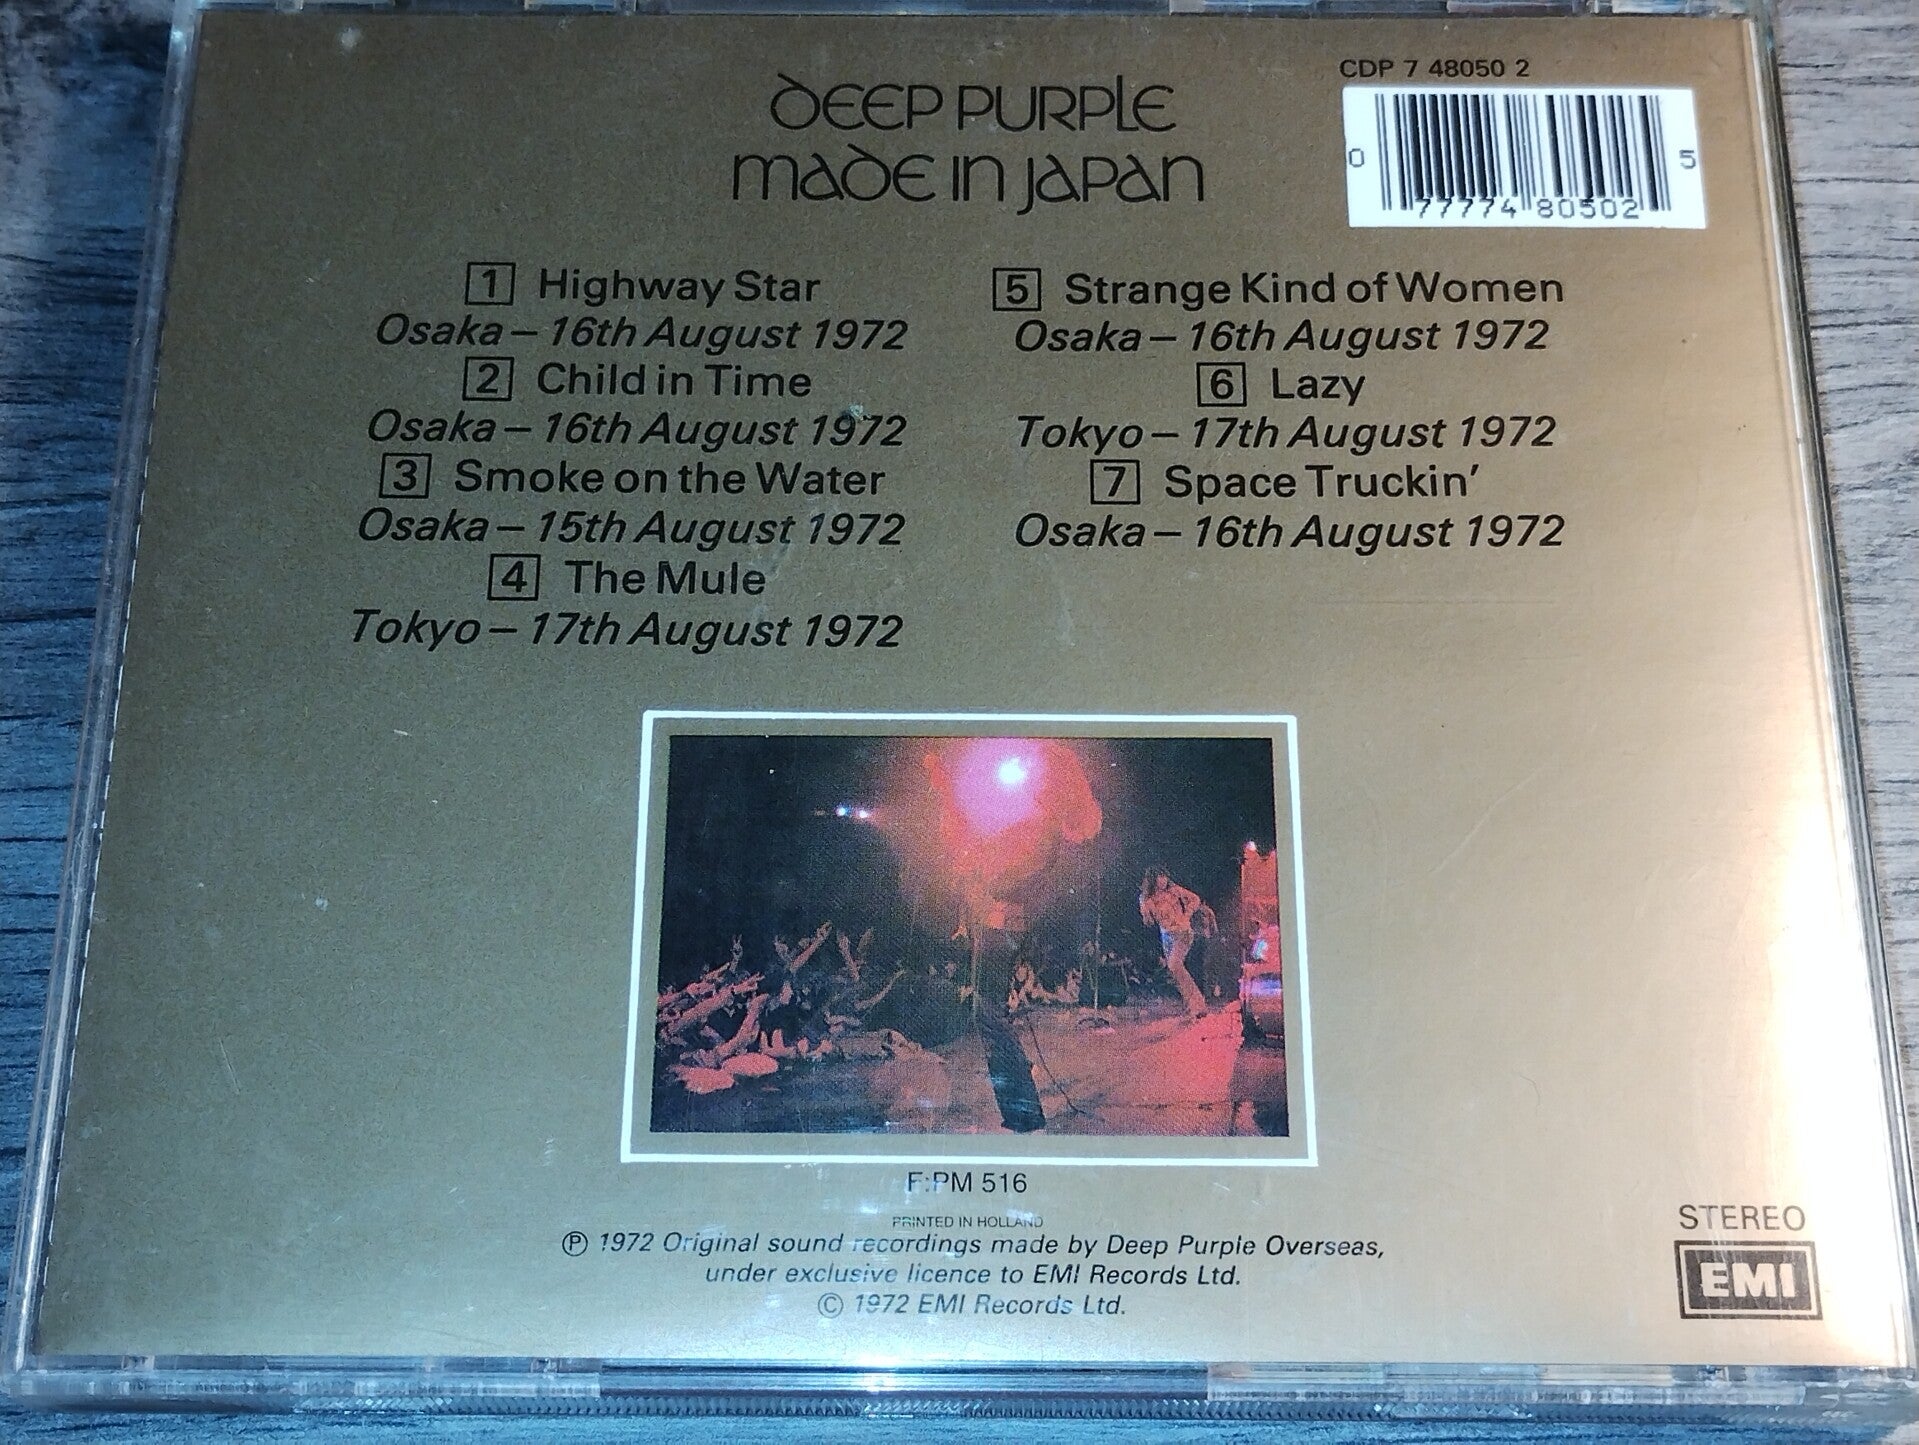 CDP 7 48050 2
DEEP PURPLE
MADE IN JAPAN
0 77774 80502 5
1 Highway Star
Osaka – 16th August 1972
2 Child in Time
Osaka – 16th August 1972
3 Smoke on the Water
Osaka – 15th August 1972
4 The Mule
Tokyo – 17th August 1972
5 Strange Kind of Women
Osaka – 16th August 1972
6 Lazy
Tokyo – 17th August 1972
7 Space Truckin'
Osaka – 16th August 1972
F:PM 516
PRINTED IN HOLLAND
℗ 1972 Original sound recordings made by Deep Purple Overseas,
under exclusive licence to EMI Records Ltd.
© 1972 EMI Records Ltd.
STEREO
EMI